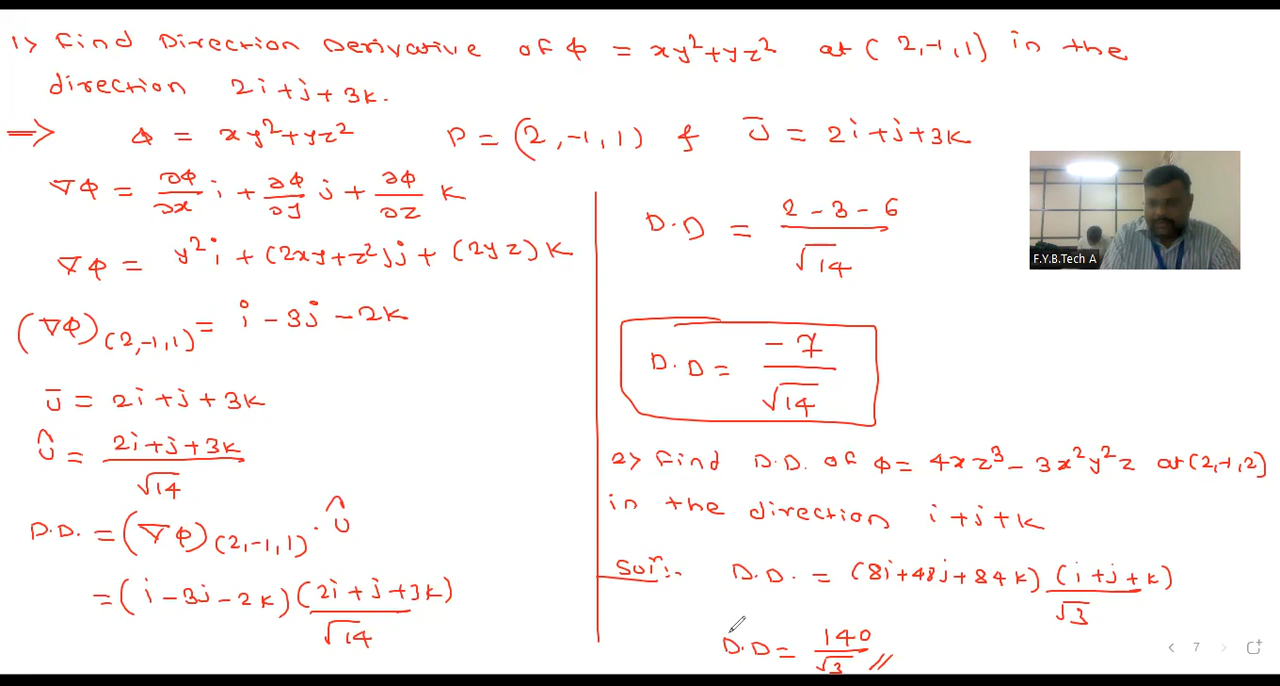 1> Find Direction Derivative of Φ = xy²+yz² at (2,-1,1) in the
direction 2i+j+3k.
⇒ Φ = xy²+yz² P = (2,-1,1) & Ū = 2i+j+3k
∇Φ = ∂Φ/∂x i + ∂Φ/∂y j + ∂Φ/∂z k
∇Φ = y²i + (2xy+z²)j + (2yz)k
(∇Φ)(2,-1,1) = i - 3j - 2k
Ū = 2i+j+3k
Û = 2i+j+3k / √14
D.D. = (∇Φ)(2,-1,1) · Û
= (i-3j-2k)(2i+j+3k) / √14
D.D = 2-3-6 / √14
D.D = -7 / √14
2> Find D.D. of Φ = 4xz³ - 3x²y²z at (2,-1,2)
in the direction i+j+k
Solⁿ:- D.D. = (8i+48j+84k) (i+j+k) / √3
D.D = 140 / √3 //
F.Y.B.Tech A
7